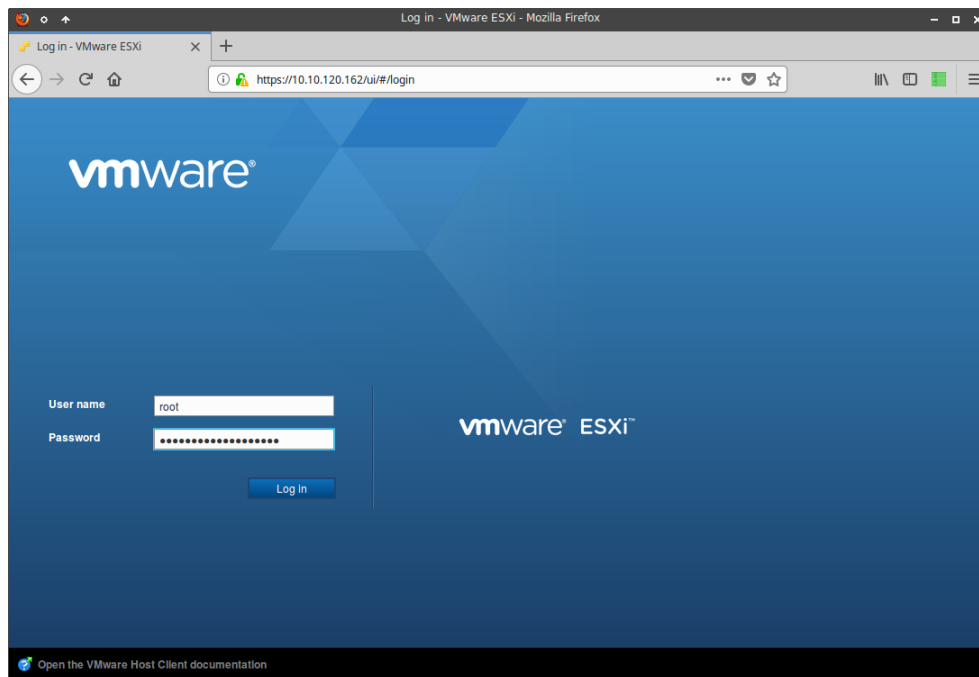 Log in - VMware ESXi - Mozilla Firefox
Log in - VMware ESXi
https://10.10.120.162/ui/#/login
vmware®
User name root
Password •••••••••••••••••••
Log in
vmware® ESXi™
Open the VMware Host Client documentation